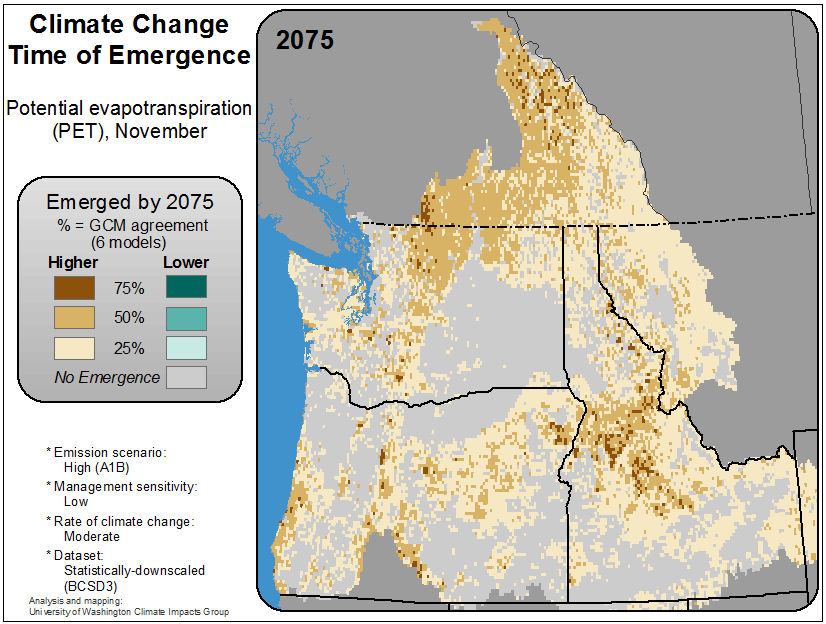 Climate Change
Time of Emergence
Potential evapotranspiration
(PET), November
2075
Emerged by 2075
% = GCM agreement
(6 models)
Higher Lower
75%
50%
25%
No Emergence
* Emission scenario:
High (A1B)
* Management sensitivity:
Low
* Rate of climate change:
Moderate
* Dataset:
Statistically-downscaled
(BCSD3)
Analysis and mapping:
University of Washington Climate Impacts Group